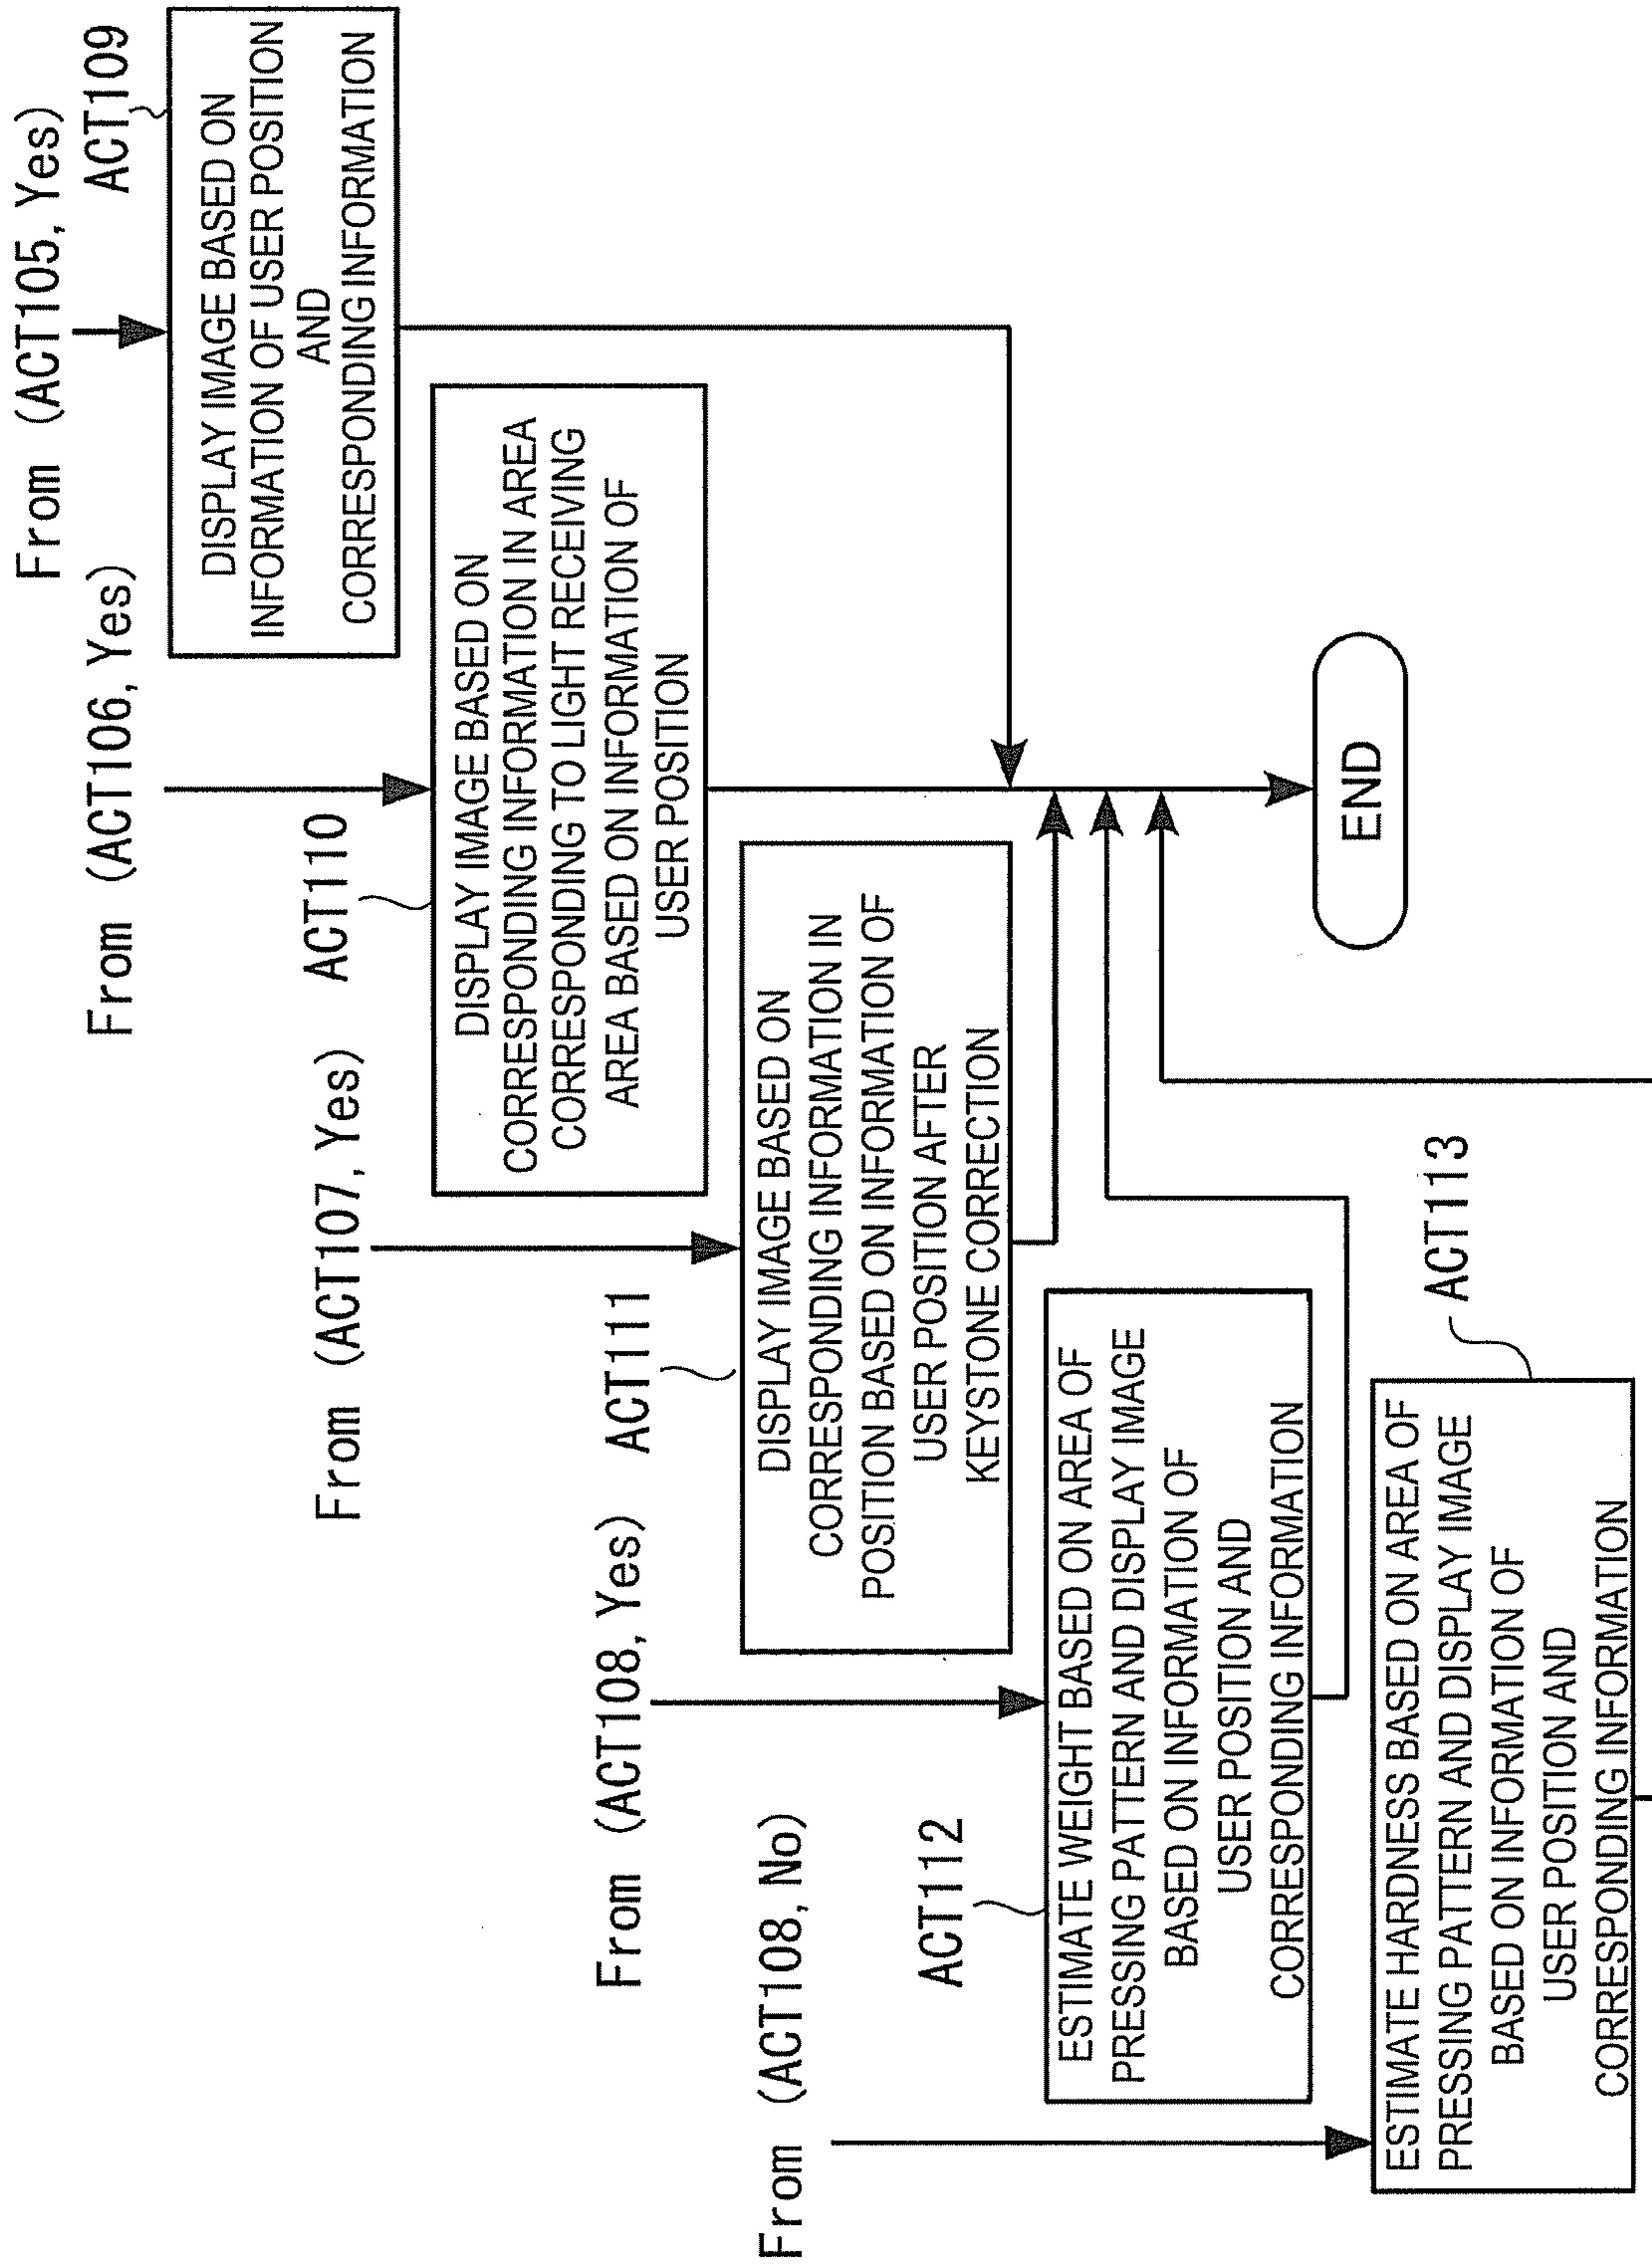 From (ACT105, Yes)
ACT109
DISPLAY IMAGE BASED ON
INFORMATION OF USER POSITION
AND
CORRESPONDING INFORMATION
From (ACT106, Yes)
ACT110
DISPLAY IMAGE BASED ON
CORRESPONDING INFORMATION IN AREA
CORRESPONDING TO LIGHT RECEIVING
AREA BASED ON INFORMATION OF
USER POSITION
From (ACT107, Yes)
ACT111
DISPLAY IMAGE BASED ON
CORRESPONDING INFORMATION IN
POSITION BASED ON INFORMATION OF
USER POSITION AFTER
KEYSTONE CORRECTION
From (ACT108, Yes)
ACT112
ESTIMATE WEIGHT BASED ON AREA OF
PRESSING PATTERN AND DISPLAY IMAGE
BASED ON INFORMATION OF
USER POSITION AND
CORRESPONDING INFORMATION
From (ACT108, No)
ACT113
ESTIMATE HARDNESS BASED ON AREA OF
PRESSING PATTERN AND DISPLAY IMAGE
BASED ON INFORMATION OF
USER POSITION AND
CORRESPONDING INFORMATION
END